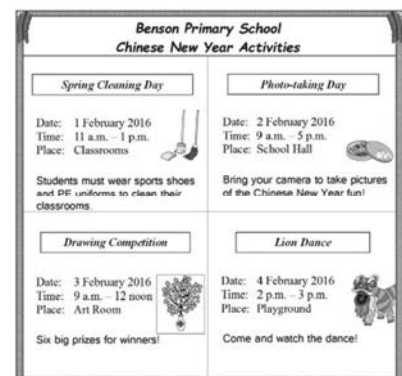 Benson Primary School
Chinese New Year Activities
Spring Cleaning Day
Date: 1 February 2016
Time: 11 a.m. – 1 p.m.
Place: Classrooms
Students must wear sports shoes
and PE uniforms to clean their
classrooms.
Photo-taking Day
Date: 2 February 2016
Time: 9 a.m. – 5 p.m.
Place: School Hall
Bring your camera to take pictures
of the Chinese New Year fun!
Drawing Competition
Date: 3 February 2016
Time: 9 a.m. – 12 noon
Place: Art Room
Six big prizes for winners!
Lion Dance
Date: 4 February 2016
Time: 2 p.m. – 3 p.m.
Place: Playground
Come and watch the dance!